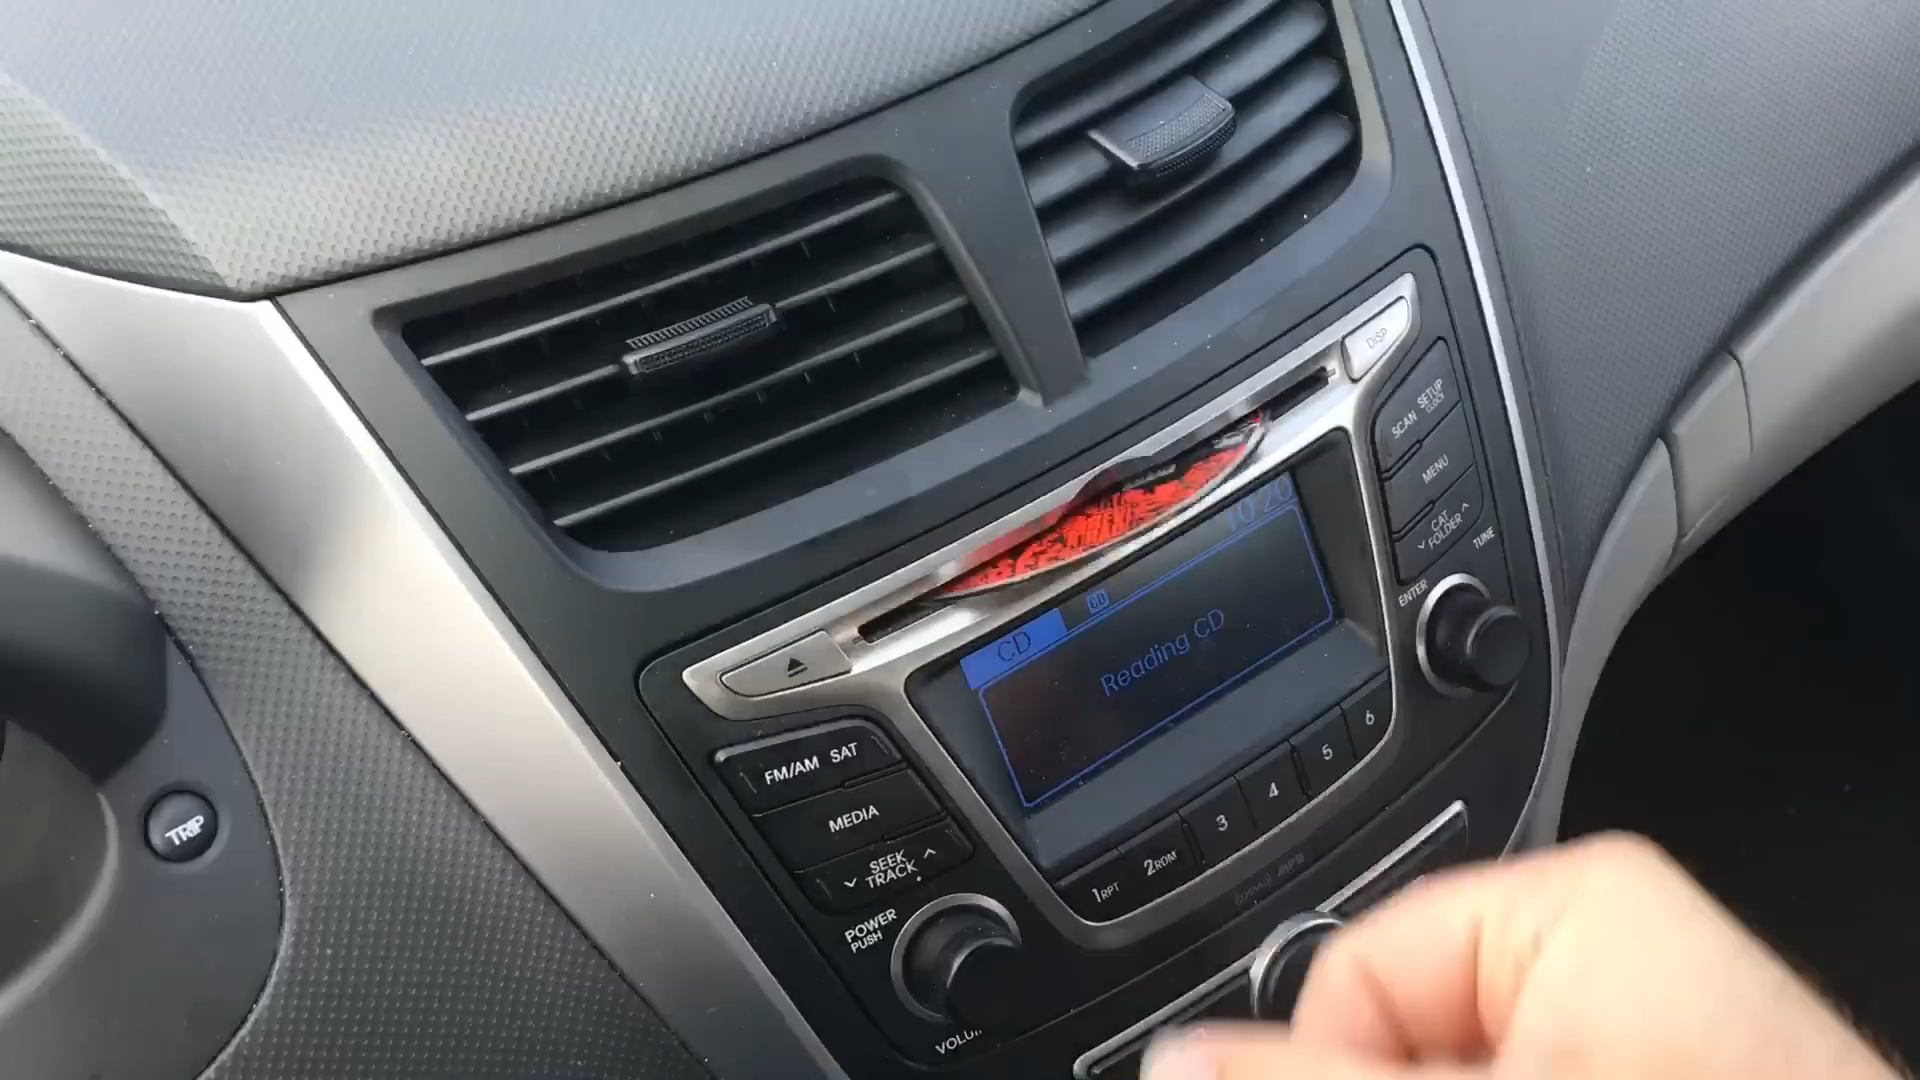 DISP
SCAN SETUP
CLOCK
MENU
CAT
FOLDER
TUNE
ENTER
10:20
CD
CD
Reading CD
FM/AM SAT
MEDIA
SEEK
TRACK
POWER
PUSH
VOLUM
1RPT
2RDM
3
4
5
6
TRIP